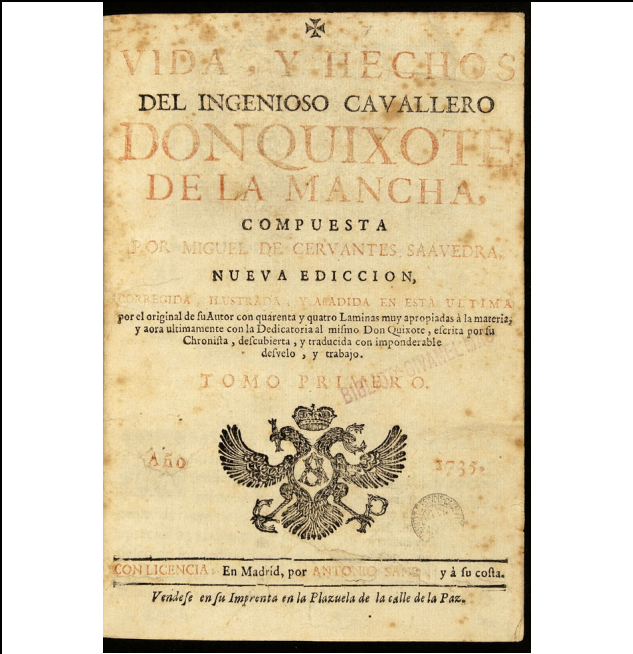 VIDA, Y HECHOS
DEL INGENIOSO CAVALLERO
DON QUIXOTE
DE LA MANCHA,
COMPUESTA
POR MIGUEL DE CERVANTES SAAVEDRA.
NUEVA EDICCION,
CORREGIDA, ILUSTRADA, Y AÑADIDA EN ESTA ULTIMA
por el original de ſu Autor con quarenta y quatro Laminas muy apropiadas à la materia,
y aora ultimamente con la Dedicatoria al miſmo Don Quixote, eſcrita por ſu
Chroniſta, deſcubierta, y traducida con imponderable
deſvelo, y trabajo.
TOMO PRIMERO.
Año 1735.
CON LICENCIA: En Madrid, por ANTONIO y à ſu coſta.
Vendeſe en ſu Imprenta en la Plazuela de la calle de la Paz.